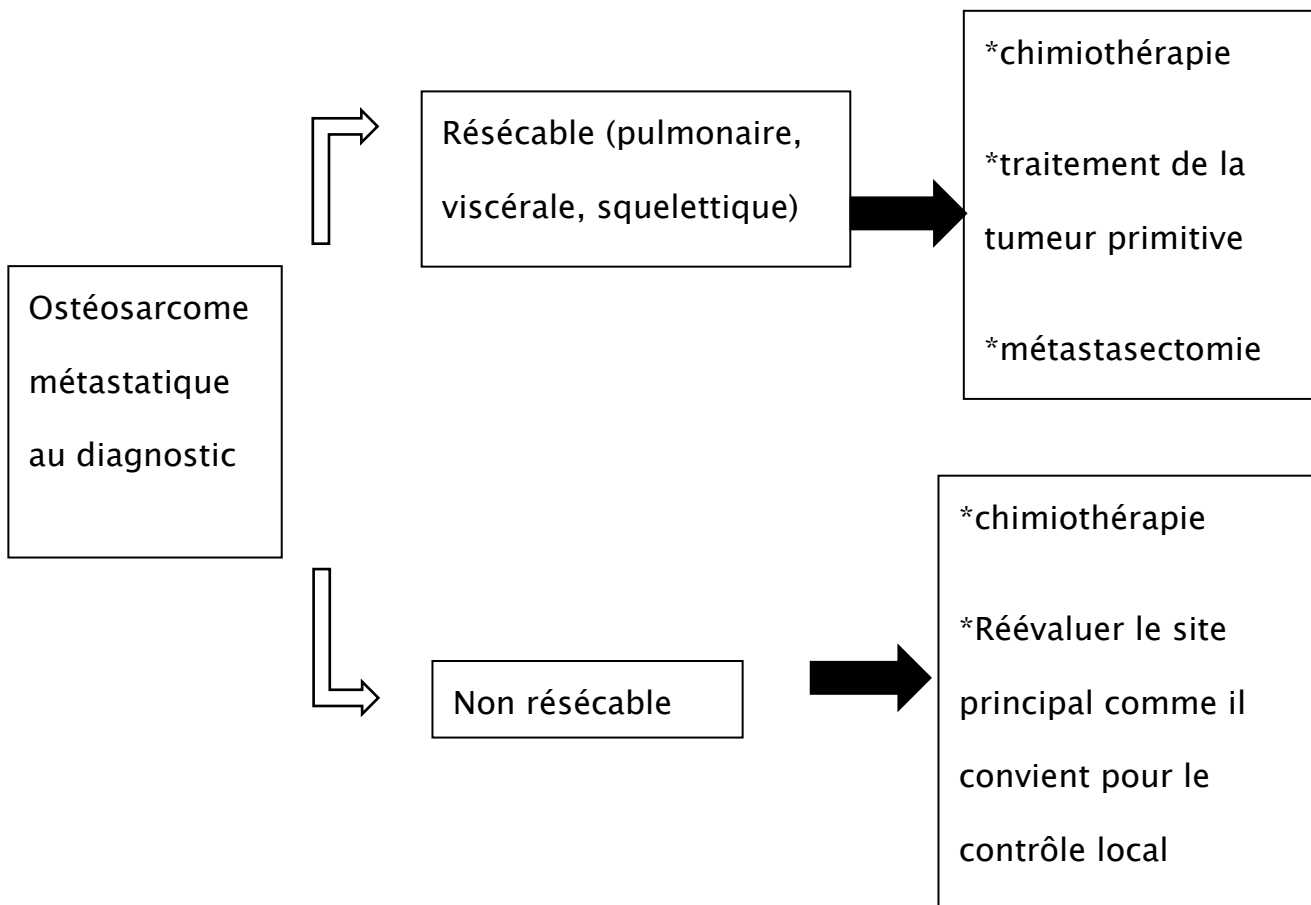 Ostéosarcome
métastatique
au diagnostic
Résécable (pulmonaire,
viscérale, squelettique)
*chimiothérapie
*traitement de la
tumeur primitive
*métastasectomie
Non résécable
*chimiothérapie
*Réévaluer le site
principal comme il
convient pour le
contrôle local